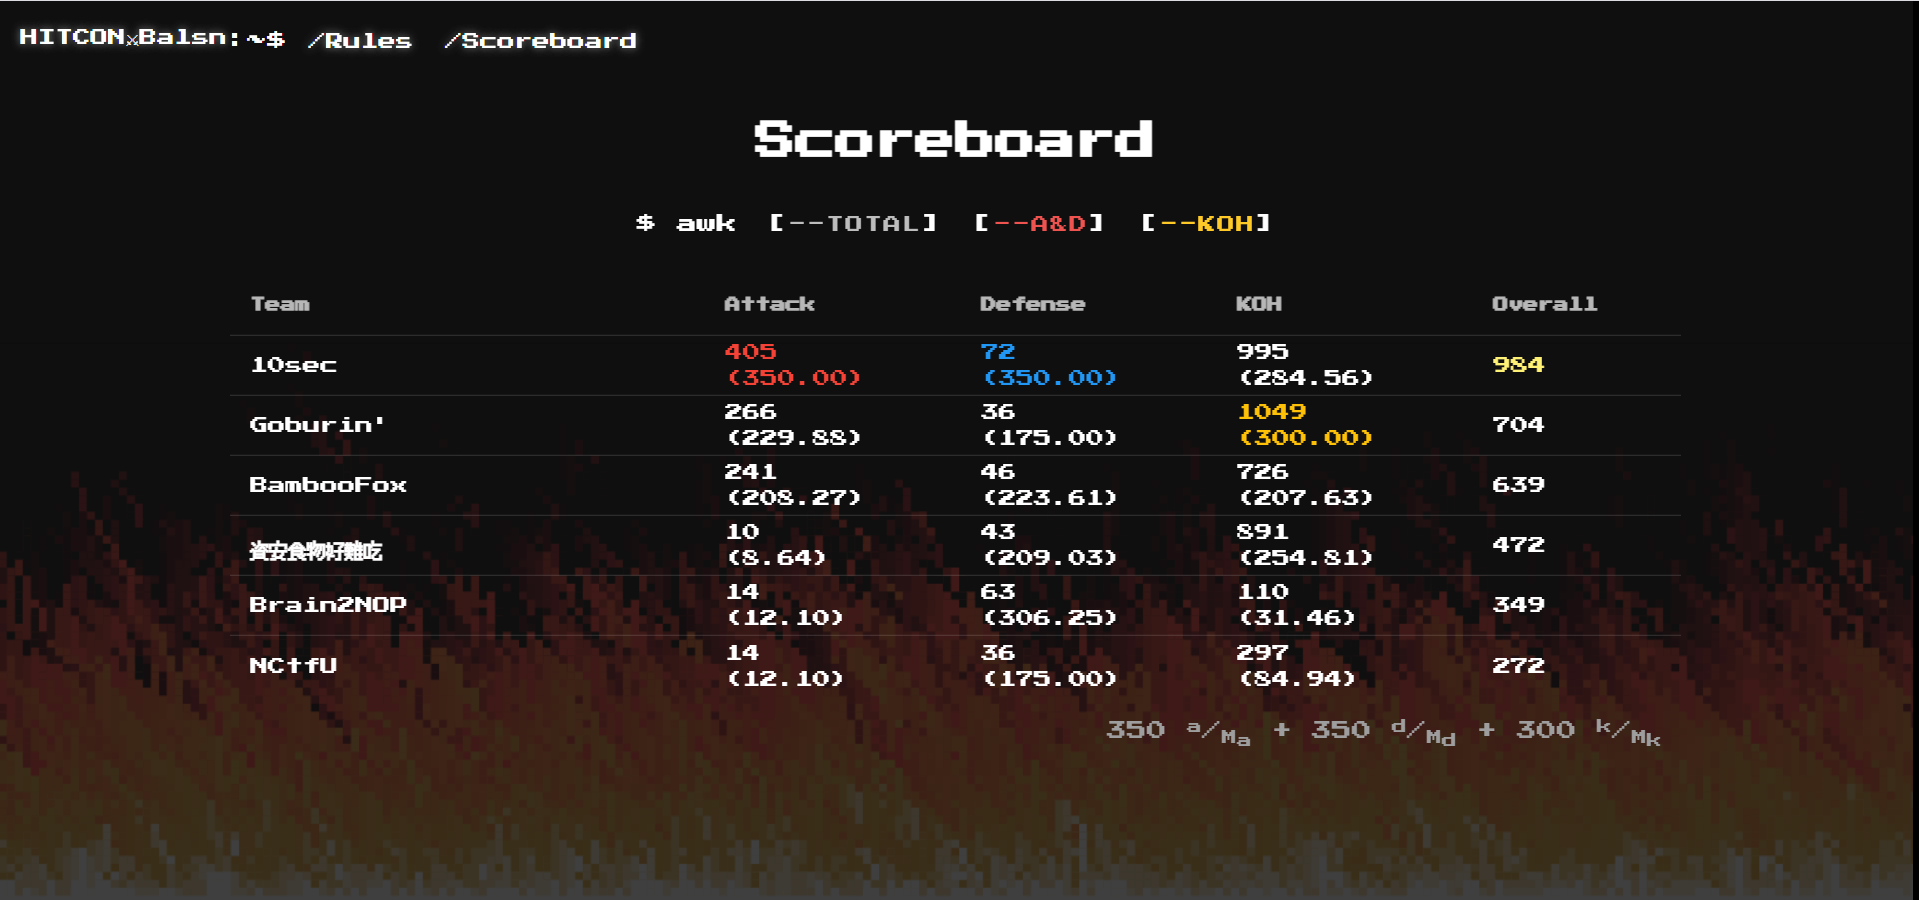 HITCON⚔Balsn:~$ /Rules /Scoreboard
Scoreboard
$ awk [--TOTAL] [--A&D] [--KOH]
Team Attack Defense KOH Overall
10sec 405 (350.00) 72 (350.00) 995 (284.56) 984
Goburin' 266 (229.88) 36 (175.00) 1049 (300.00) 704
BambooFox 241 (208.27) 46 (223.61) 726 (207.63) 639
資安食物好難吃 10 (8.64) 43 (209.03) 891 (254.81) 472
Brain2NOP 14 (12.10) 63 (306.25) 110 (31.46) 349
NCtfU 14 (12.10) 36 (175.00) 297 (84.94) 272
350 a/Ma + 350 d/Md + 300 k/Mk